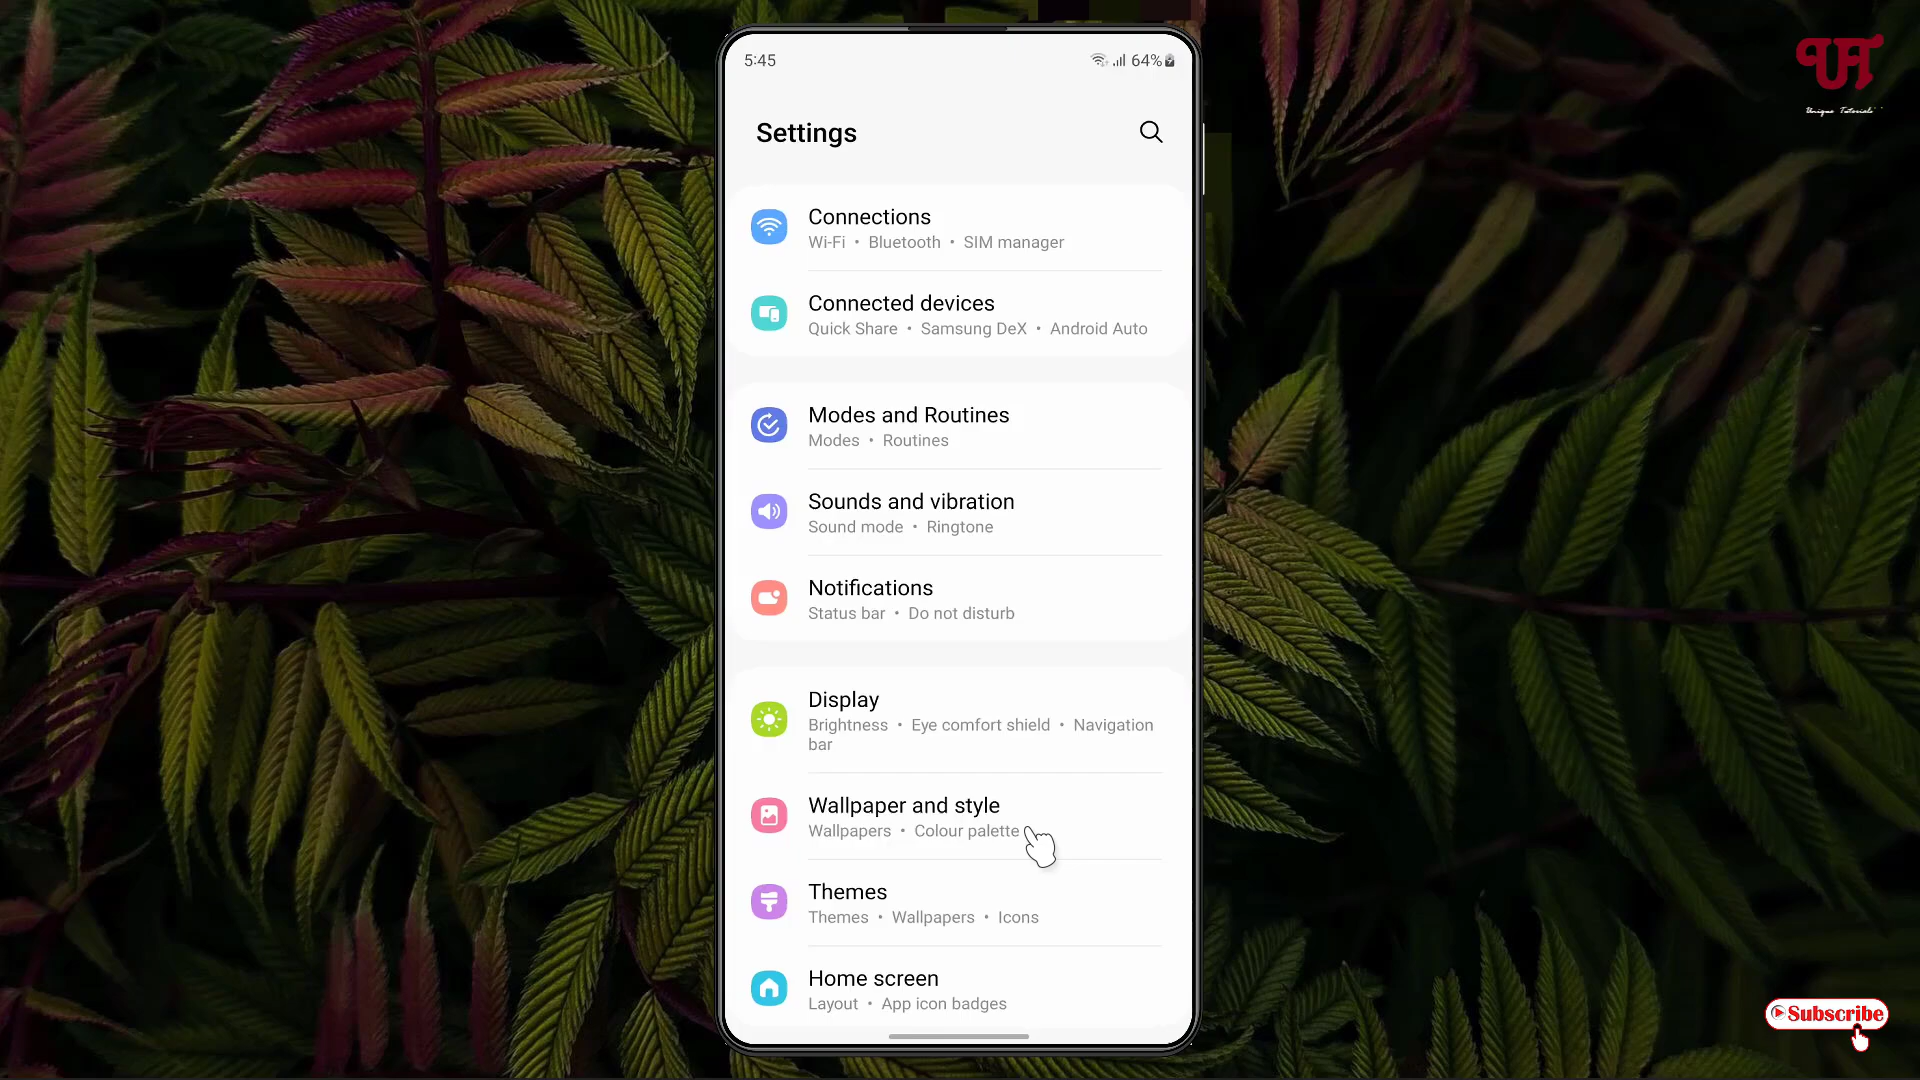 5:45
64%
Settings
Connections
Wi-Fi • Bluetooth • SIM manager
Connected devices
Quick Share • Samsung DeX • Android Auto
Modes and Routines
Modes • Routines
Sounds and vibration
Sound mode • Ringtone
Notifications
Status bar • Do not disturb
Display
Brightness • Eye comfort shield • Navigation
bar
Wallpaper and style
Wallpapers • Colour palette
Themes
Themes • Wallpapers • Icons
Home screen
Layout • App icon badges
UT
Unique Tutorials
Subscribe